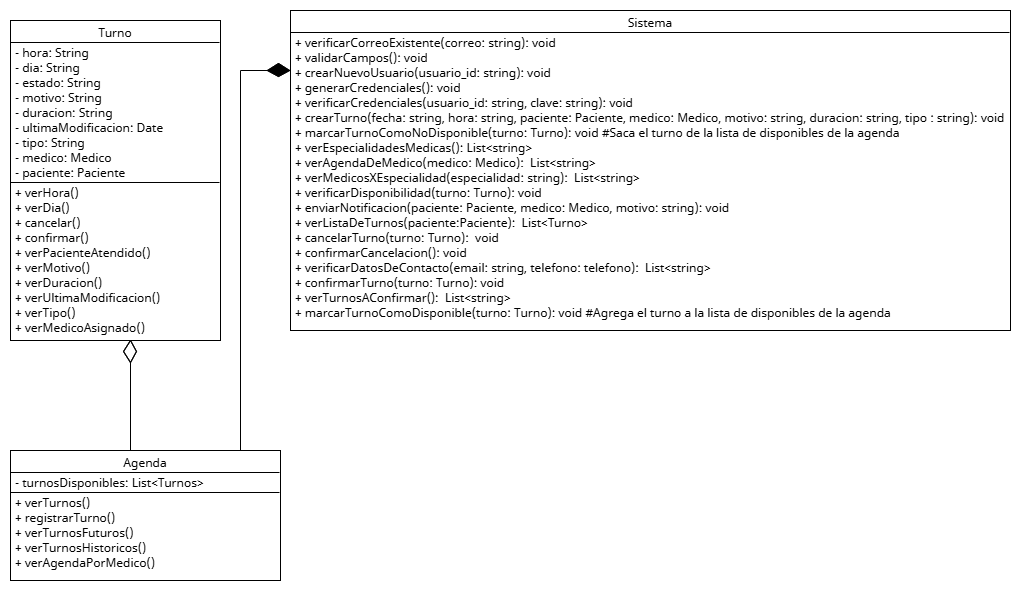 Turno
- hora: String
- dia: String
- estado: String
- motivo: String
- duracion: String
- ultimaModificacion: Date
- tipo: String
- medico: Medico
- paciente: Paciente
+ verHora()
+ verDia()
+ cancelar()
+ confirmar()
+ verPacienteAtendido()
+ verMotivo()
+ verDuracion()
+ verUltimaModificacion()
+ verTipo()
+ verMedicoAsignado()
Sistema
+ verificarCorreoExistente(correo: string): void
+ validarCampos(): void
+ crearNuevoUsuario(usuario_id: string): void
+ generarCredenciales(): void
+ verificarCredenciales(usuario_id: string, clave: string): void
+ crearTurno(fecha: string, hora: string, paciente: Paciente, medico: Medico, motivo: string, duracion: string, tipo : string): void
+ marcarTurnoComoNoDisponible(turno: Turno): void #Saca el turno de la lista de disponibles de la agenda
+ verEspecialidadesMedicas(): List<string>
+ verAgendaDeMedico(medico: Medico):  List<string>
+ verMedicosXEspecialidad(especialidad: string):  List<string>
+ verificarDisponibilidad(turno: Turno): void
+ enviarNotificacion(paciente: Paciente, medico: Medico, motivo: string): void
+ verListaDeTurnos(paciente:Paciente):  List<Turno>
+ cancelarTurno(turno: Turno):  void
+ confirmarCancelacion(): void
+ verificarDatosDeContacto(email: string, telefono: telefono):  List<string>
+ confirmarTurno(turno: Turno): void
+ verTurnosAConfirmar():  List<string>
+ marcarTurnoComoDisponible(turno: Turno): void #Agrega el turno a la lista de disponibles de la agenda
Agenda
- turnosDisponibles: List<Turnos>
+ verTurnos()
+ registrarTurno()
+ verTurnosFuturos()
+ verTurnosHistoricos()
+ verAgendaPorMedico()